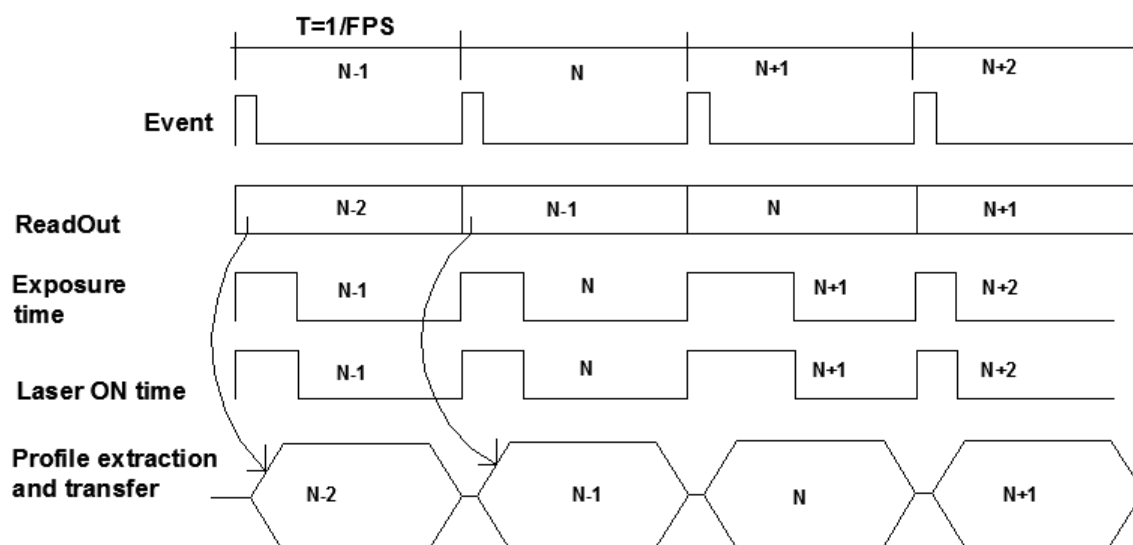 T=1/FPS
N-1 N N+1 N+2
Event
ReadOut N-2 N-1 N N+1
Exposure
time N-1 N N+1 N+2
Laser ON time N-1 N N+1 N+2
Profile extraction
and transfer N-2 N-1 N N+1